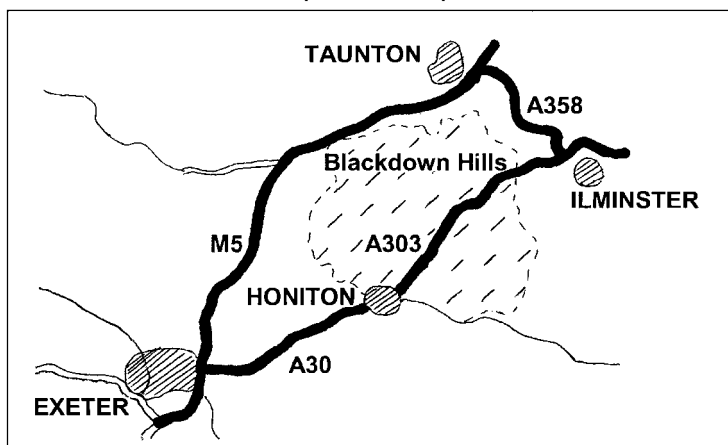 TAUNTON
A358
Blackdown Hills
ILMINSTER
M5
A303
HONITON
A30
EXETER